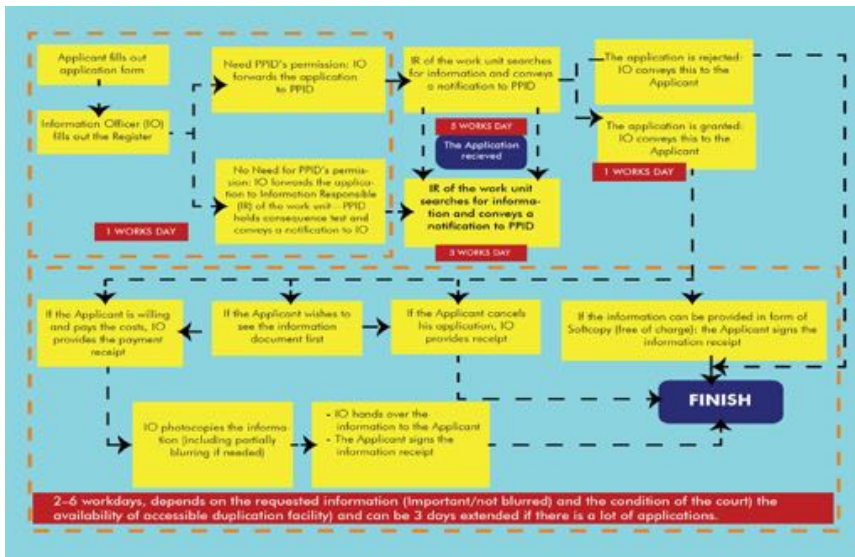 Applicant fills out
application form
Information Officer (IO)
fills out the Register
Need PPID's permission: IO
forwards the application
to PPID
No Need for PPID's permis-
sion: IO forwards the applica-
tion to Information Responsible
(IR) of the work unit - PPID
holds consequence test and
conveys a notification to IO
1 WORKS DAY
IR of the work unit searches
for information and conveys
a notification to PPID
5 WORKS DAY
The Application
recieved
IR of the work unit
searches for informa-
tion and conveys a
notification to PPID
3 WORKS DAY
The application is rejected:
IO conveys this to the
Applicant
The application is granted:
IO conveys this to the
Applicant
1 WORKS DAY
If the Applicant is willing
and pays the costs, IO
provides the payment
receipt
If the Applicant wishes to
see the information
document first
If the Applicant cancels
his application, IO
provides receipt
If the information can be provided in form of
Softcopy (free of charge): the Applicant signs the
information receipt
FINISH
IO photocopies the informa-
tion (including partially
blurring if needed)
- IO hands over the
information to the Applicant
- The Applicant signs the
information receipt
2–6 workdays, depends on the requested information (Important/not blurred) and the condition of the court) the
availability of accessible duplication facility) and can be 3 days extended if there is a lot of applications.